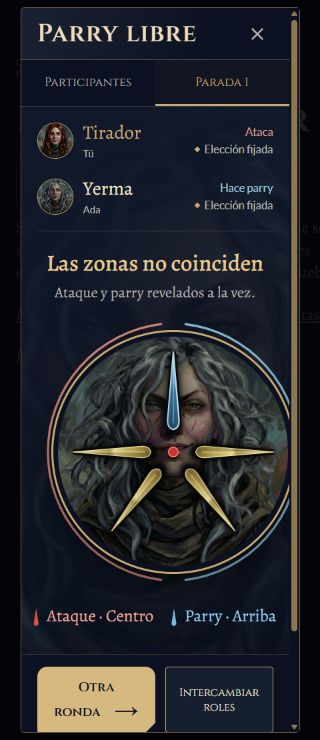 PARRY LIBRE
PARTICIPANTES
PARADA 1
Tirador
Tú
Ataca
Elección fijada
Yerma
Ada
Hace parry
Elección fijada
Las zonas no coinciden
Ataque y parry revelados a la vez.
Ataque · Centro
Parry · Arriba
OTRA
RONDA →
INTERCAMBIAR
ROLES